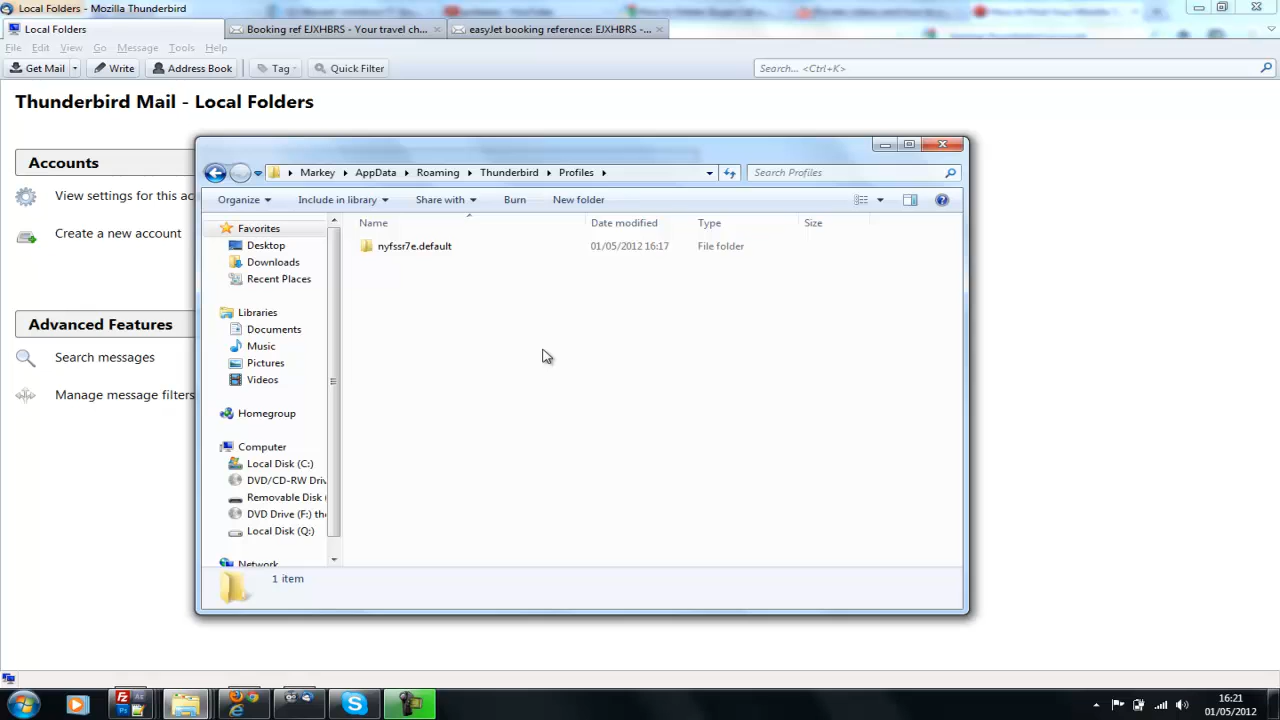 Local Folders - Mozilla Thunderbird
Local Folders
Booking ref EJXHBRS - Your travel ch...
easyJet booking reference: EJXHBRS -...
File Edit View Go Message Tools Help
Get Mail Write Address Book Tag Quick Filter Search... <Ctrl+K>
Thunderbird Mail - Local Folders
Accounts
View settings for this ac
Create a new account
Advanced Features
Search messages
Manage message filters
Markey AppData Roaming Thunderbird Profiles Search Profiles
Organize Include in library Share with Burn New folder
Name Date modified Type Size
nyfssr7e.default 01/05/2012 16:17 File folder
Favorites
Desktop
Downloads
Recent Places
Libraries
Documents
Music
Pictures
Videos
Homegroup
Computer
Local Disk (C:)
DVD/CD-RW Driv
Removable Disk (
DVD Drive (F:) the
Local Disk (Q:)
Network
1 item
16:21
01/05/2012